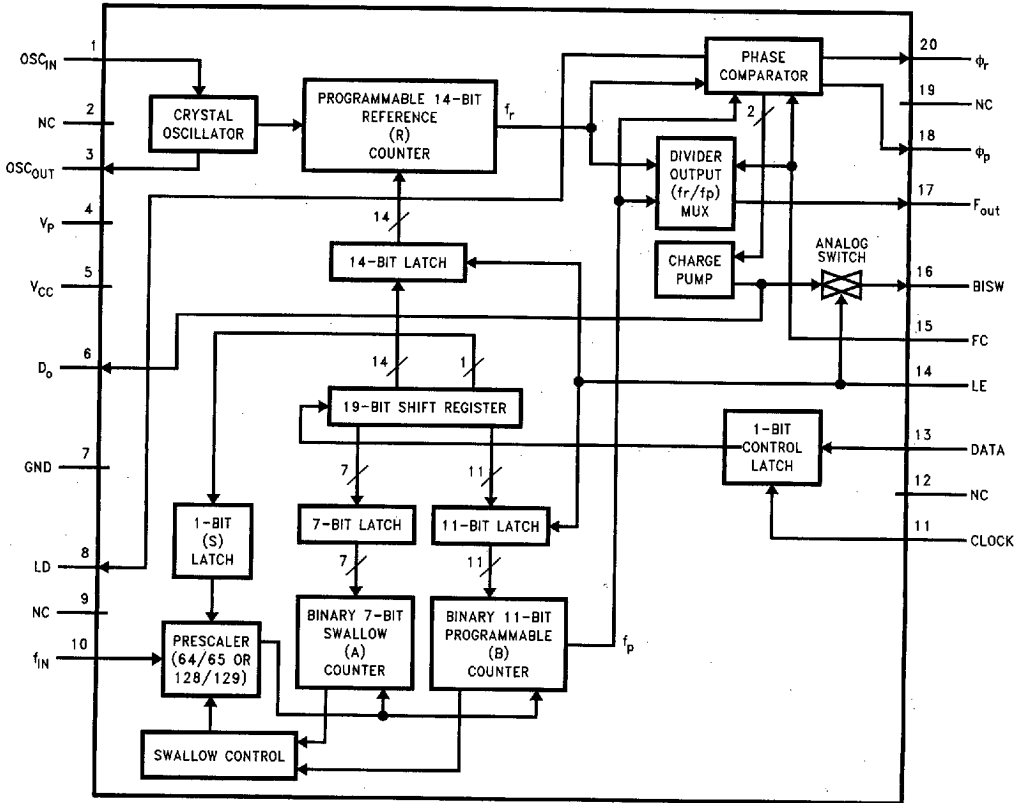 1
OSC_IN
2
NC
3
OSC_OUT
4
V_P
5
V_CC
6
D_o
7
GND
8
LD
9
NC
10
f_IN
CRYSTAL
OSCILLATOR
PROGRAMMABLE 14-BIT
REFERENCE
(R)
COUNTER
f_r
14
14-BIT LATCH
14
1
19-BIT SHIFT REGISTER
7
11
1-BIT
(S)
LATCH
7-BIT LATCH
11-BIT LATCH
7
11
PRESCALER
(64/65 OR
128/129)
BINARY 7-BIT
SWALLOW
(A)
COUNTER
BINARY 11-BIT
PROGRAMMABLE
(B)
COUNTER
f_p
SWALLOW CONTROL
PHASE
COMPARATOR
2
DIVIDER
OUTPUT
(fr/fp)
MUX
CHARGE
PUMP
ANALOG
SWITCH
1-BIT
CONTROL
LATCH
20
ϕ_r
19
NC
18
ϕ_p
17
F_out
16
BISW
15
FC
14
LE
13
DATA
12
NC
11
CLOCK